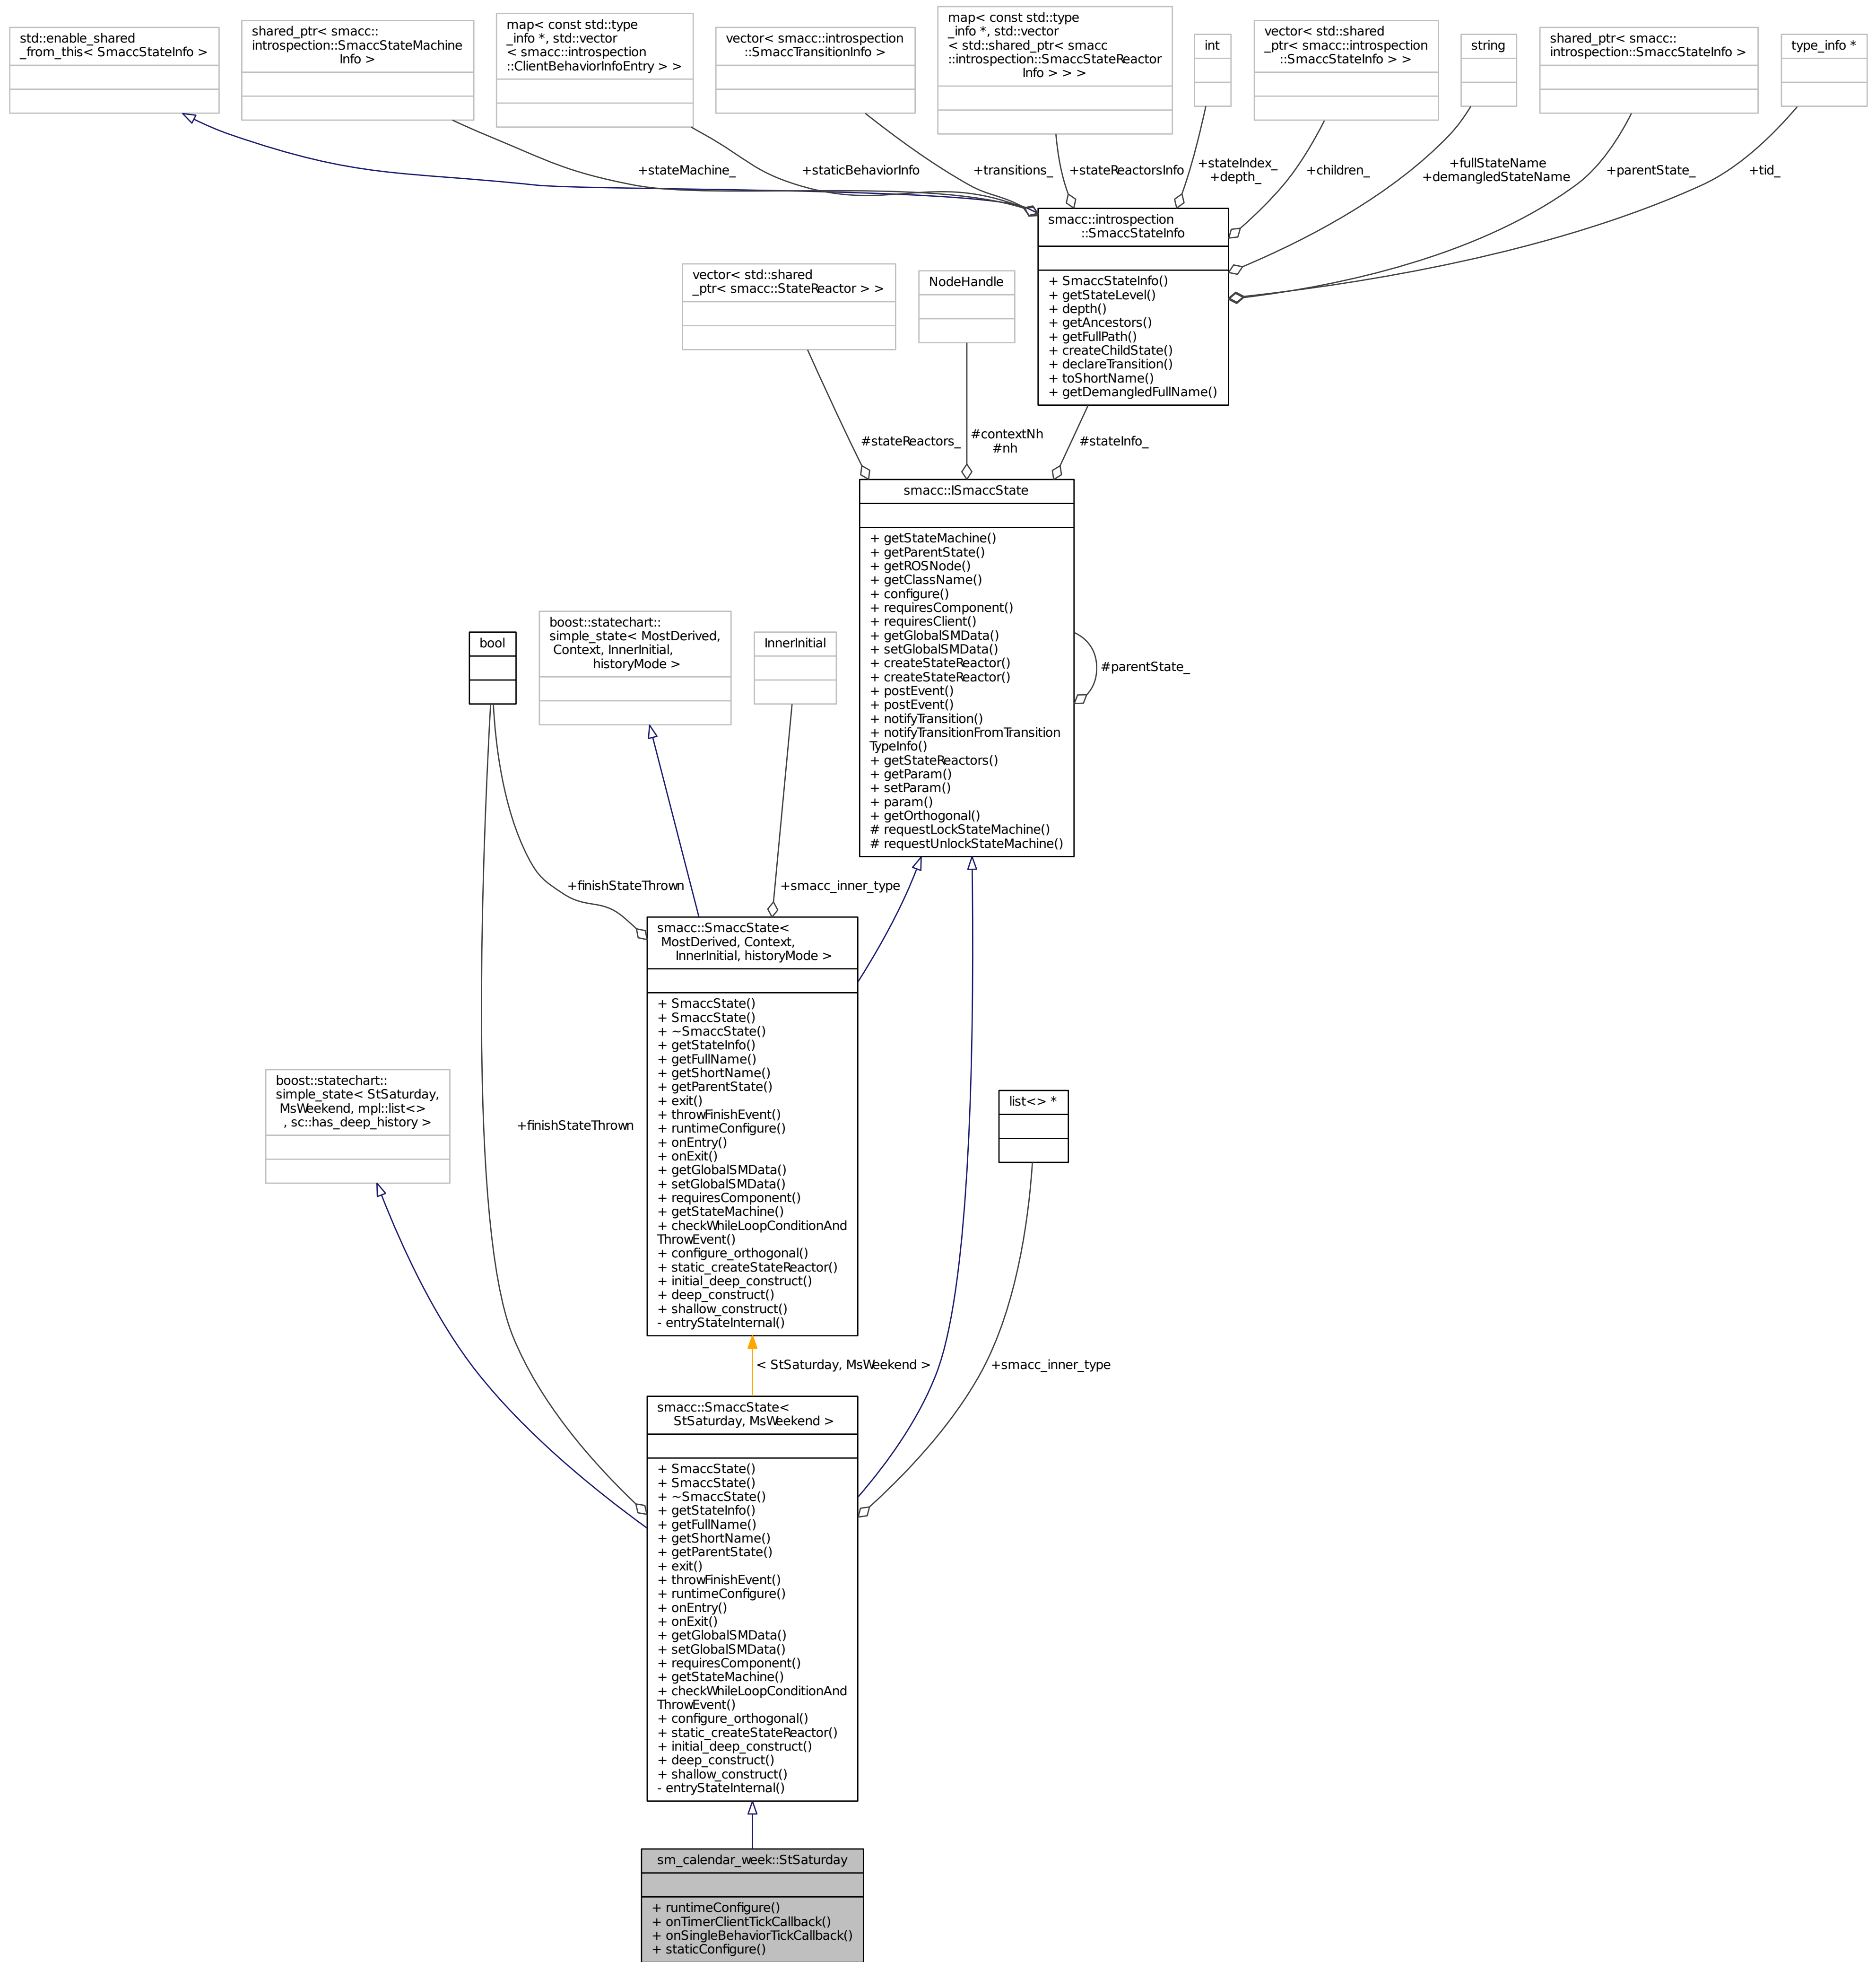 std::enable_shared
_from_this< SmaccStateInfo >
shared_ptr< smacc::
introspection::SmaccStateMachine
Info >
map< const std::type
_info *, std::vector
< smacc::introspection
::ClientBehaviorInfoEntry > >
vector< smacc::introspection
::SmaccTransitionInfo >
map< const std::type
_info *, std::vector
< std::shared_ptr< smacc
::introspection::SmaccStateReactor
Info > > >
int
vector< std::shared
_ptr< smacc::introspection
::SmaccStateInfo > >
string
shared_ptr< smacc::
introspection::SmaccStateInfo >
type_info *
+stateMachine_
+staticBehaviorInfo
+transitions_
+stateReactorsInfo
+stateIndex_
+depth_
+children_
+fullStateName
+demangledStateName
+parentState_
+tid_
smacc::introspection
::SmaccStateInfo
+ SmaccStateInfo()
+ getStateLevel()
+ depth()
+ getAncestors()
+ getFullPath()
+ createChildState()
+ declareTransition()
+ toShortName()
+ getDemangledFullName()
vector< std::shared
_ptr< smacc::StateReactor > >
NodeHandle
#stateReactors_
#contextNh
#nh
#stateInfo_
smacc::ISmaccState
+ getStateMachine()
+ getParentState()
+ getROSNode()
+ getClassName()
+ configure()
+ requiresComponent()
+ requiresClient()
+ getGlobalSMData()
+ setGlobalSMData()
+ createStateReactor()
+ createStateReactor()
+ postEvent()
+ postEvent()
+ notifyTransition()
+ notifyTransitionFromTransition
TypeInfo()
+ getStateReactors()
+ getParam()
+ setParam()
+ param()
+ getOrthogonal()
# requestLockStateMachine()
# requestUnlockStateMachine()
#parentState_
bool
boost::statechart::
simple_state< MostDerived,
Context, InnerInitial,
historyMode >
InnerInitial
+finishStateThrown
+smacc_inner_type
smacc::SmaccState<
MostDerived, Context,
InnerInitial, historyMode >
+ SmaccState()
+ SmaccState()
+ ~SmaccState()
+ getStateInfo()
+ getFullName()
+ getShortName()
+ getParentState()
+ exit()
+ throwFinishEvent()
+ runtimeConfigure()
+ onEntry()
+ onExit()
+ getGlobalSMData()
+ setGlobalSMData()
+ requiresComponent()
+ getStateMachine()
+ checkWhileLoopConditionAnd
ThrowEvent()
+ configure_orthogonal()
+ static_createStateReactor()
+ initial_deep_construct()
+ deep_construct()
+ shallow_construct()
- entryStateInternal()
boost::statechart::
simple_state< StSaturday,
MsWeekend, mpl::list<>
, sc::has_deep_history >
+finishStateThrown
list<> *
< StSaturday, MsWeekend >
+smacc_inner_type
smacc::SmaccState<
StSaturday, MsWeekend >
+ SmaccState()
+ SmaccState()
+ ~SmaccState()
+ getStateInfo()
+ getFullName()
+ getShortName()
+ getParentState()
+ exit()
+ throwFinishEvent()
+ runtimeConfigure()
+ onEntry()
+ onExit()
+ getGlobalSMData()
+ setGlobalSMData()
+ requiresComponent()
+ getStateMachine()
+ checkWhileLoopConditionAnd
ThrowEvent()
+ configure_orthogonal()
+ static_createStateReactor()
+ initial_deep_construct()
+ deep_construct()
+ shallow_construct()
- entryStateInternal()
sm_calendar_week::StSaturday
+ runtimeConfigure()
+ onTimerClientTickCallback()
+ onSingleBehaviorTickCallback()
+ staticConfigure()